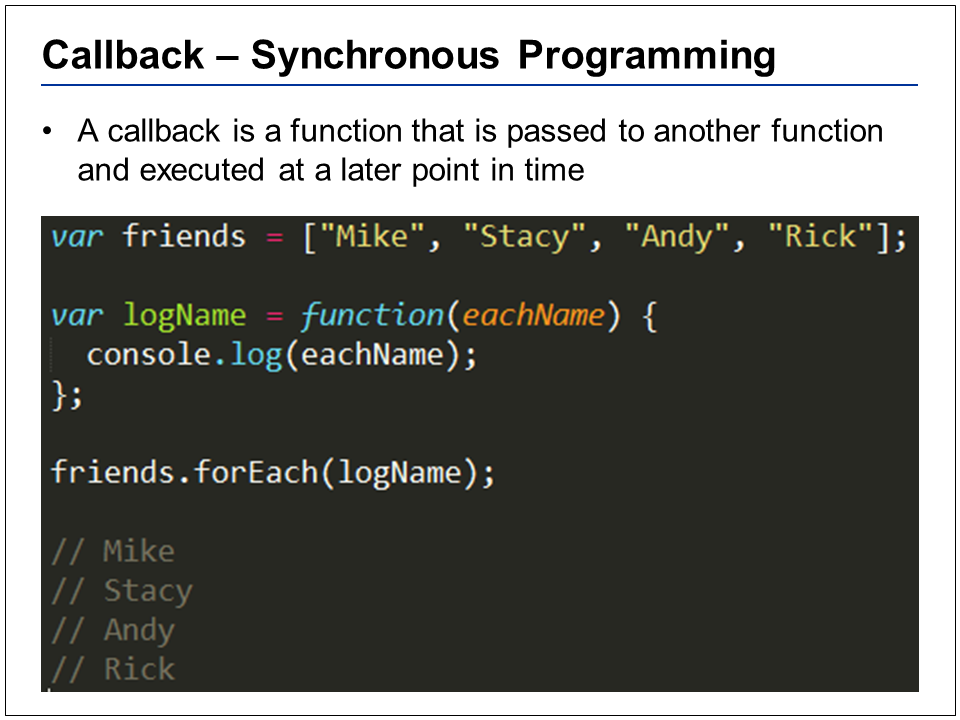 Callback – Synchronous Programming
• A callback is a function that is passed to another function
and executed at a later point in time
var friends = ["Mike", "Stacy", "Andy", "Rick"];
var logName = function(eachName) {
  console.log(eachName);
};
friends.forEach(logName);
// Mike
// Stacy
// Andy
// Rick